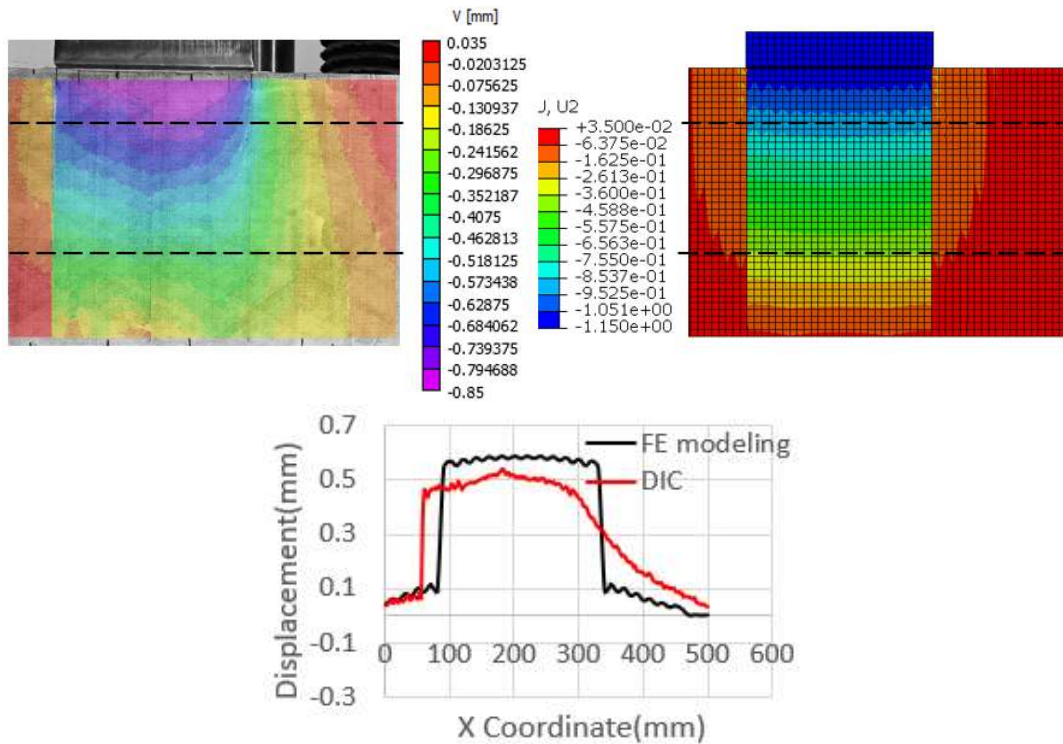 V [mm]
0.035
-0.0203125
-0.075625
-0.130937
-0.18625
-0.241562
-0.296875
-0.352187
-0.4075
-0.462813
-0.518125
-0.573438
-0.62875
-0.684062
-0.739375
-0.794688
-0.85
J, U2
+3.500e-02
-6.375e-02
-1.625e-01
-2.613e-01
-3.600e-01
-4.588e-01
-5.575e-01
-6.563e-01
-7.550e-01
-8.537e-01
-9.525e-01
-1.051e+00
-1.150e+00
0.7
0.5
0.3
0.1
-0.1
-0.3
Displacement(mm)
FE modeling
DIC
0 100 200 300 400 500 600
X Coordinate(mm)